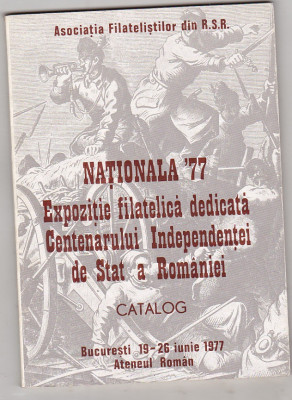 Asociația Filateliștilor din R.S.R.
NAȚIONALA '77
Expoziție filatelică dedicată
Centenarului Independenței
de Stat a României
CATALOG
București 19-26 iunie 1977
Ateneul Român